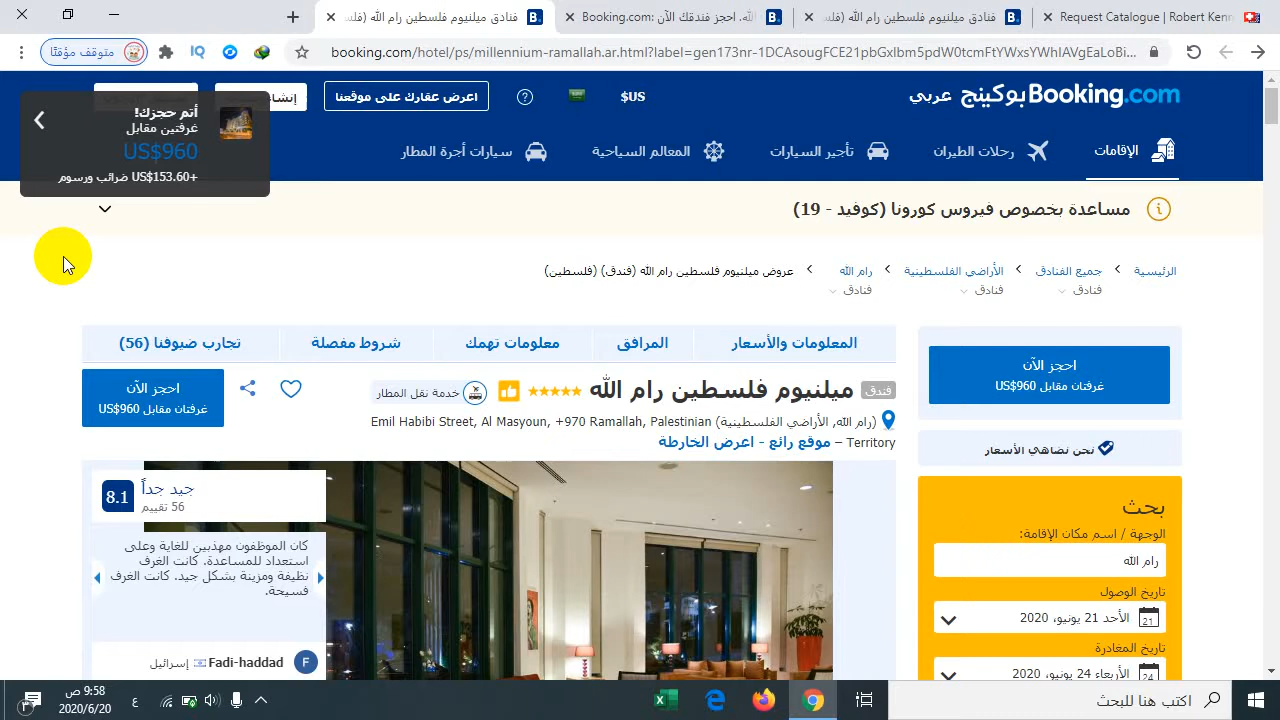 فنادق ميلنيوم فلسطين رام الله (فلس
Booking.com: الآن فندقك احجز .الله
فنادق ميلنيوم فلسطين رام الله (فلس
Request Catalogue | Robert Kenn
متوقف مؤقتًا
booking.com/hotel/ps/millennium-ramallah.ar.html?label=
بوكينج Booking.com عربي
US$
اعرض عقارك على موقعنا
إنشاء
أتم حجزك!
غرفتين مقابل
US$960
+US$153.60 ضرائب ورسوم
الإقامات
رحلات الطيران
تأجير السيارات
المعالم السياحية
سيارات أجرة المطار
مساعدة بخصوص فيروس كورونا (كوفيد - 19)
الرئيسية
جميع الفنادق
الأراضي الفلسطينية
رام الله
عروض ميلنيوم فلسطين رام الله (فندق) (فلسطين)
فنادق
فنادق
فنادق
المعلومات والأسعار
المرافق
معلومات تهمك
شروط مفصلة
تجارب ضيوفنا (56)
احجز الآن
غرفتان مقابل US$960
فندق
ميلنيوم فلسطين رام الله
خدمة نقل المطار
احجز الآن
غرفتان مقابل US$960
Emil Habibi Street, Al Masyoun, +970 Ramallah, Palestinian (رام الله, الأراضي الفلسطينية)
Territory – موقع رائع - اعرض الخارطة
نحن نضاهي الأسعار
جيد جداً
8.1
56 تقييم
كان الموظفون مهذبين للغاية وعلى
استعداد للمساعدة. كانت الغرف
نظيفة ومزينة بشكل جيد. كانت الغرف
فسيحة.
F
Fadi-haddad
إسرائيل
بحث
الوجهة / اسم مكان الإقامة:
رام الله
تاريخ الوصول
21
الأحد 21 يونيو، 2020
تاريخ المغادرة
24
الأربعاء 24 يونيو، 2020
اكتب هنا للبحث
ع
9:58 ص
2020/6/20